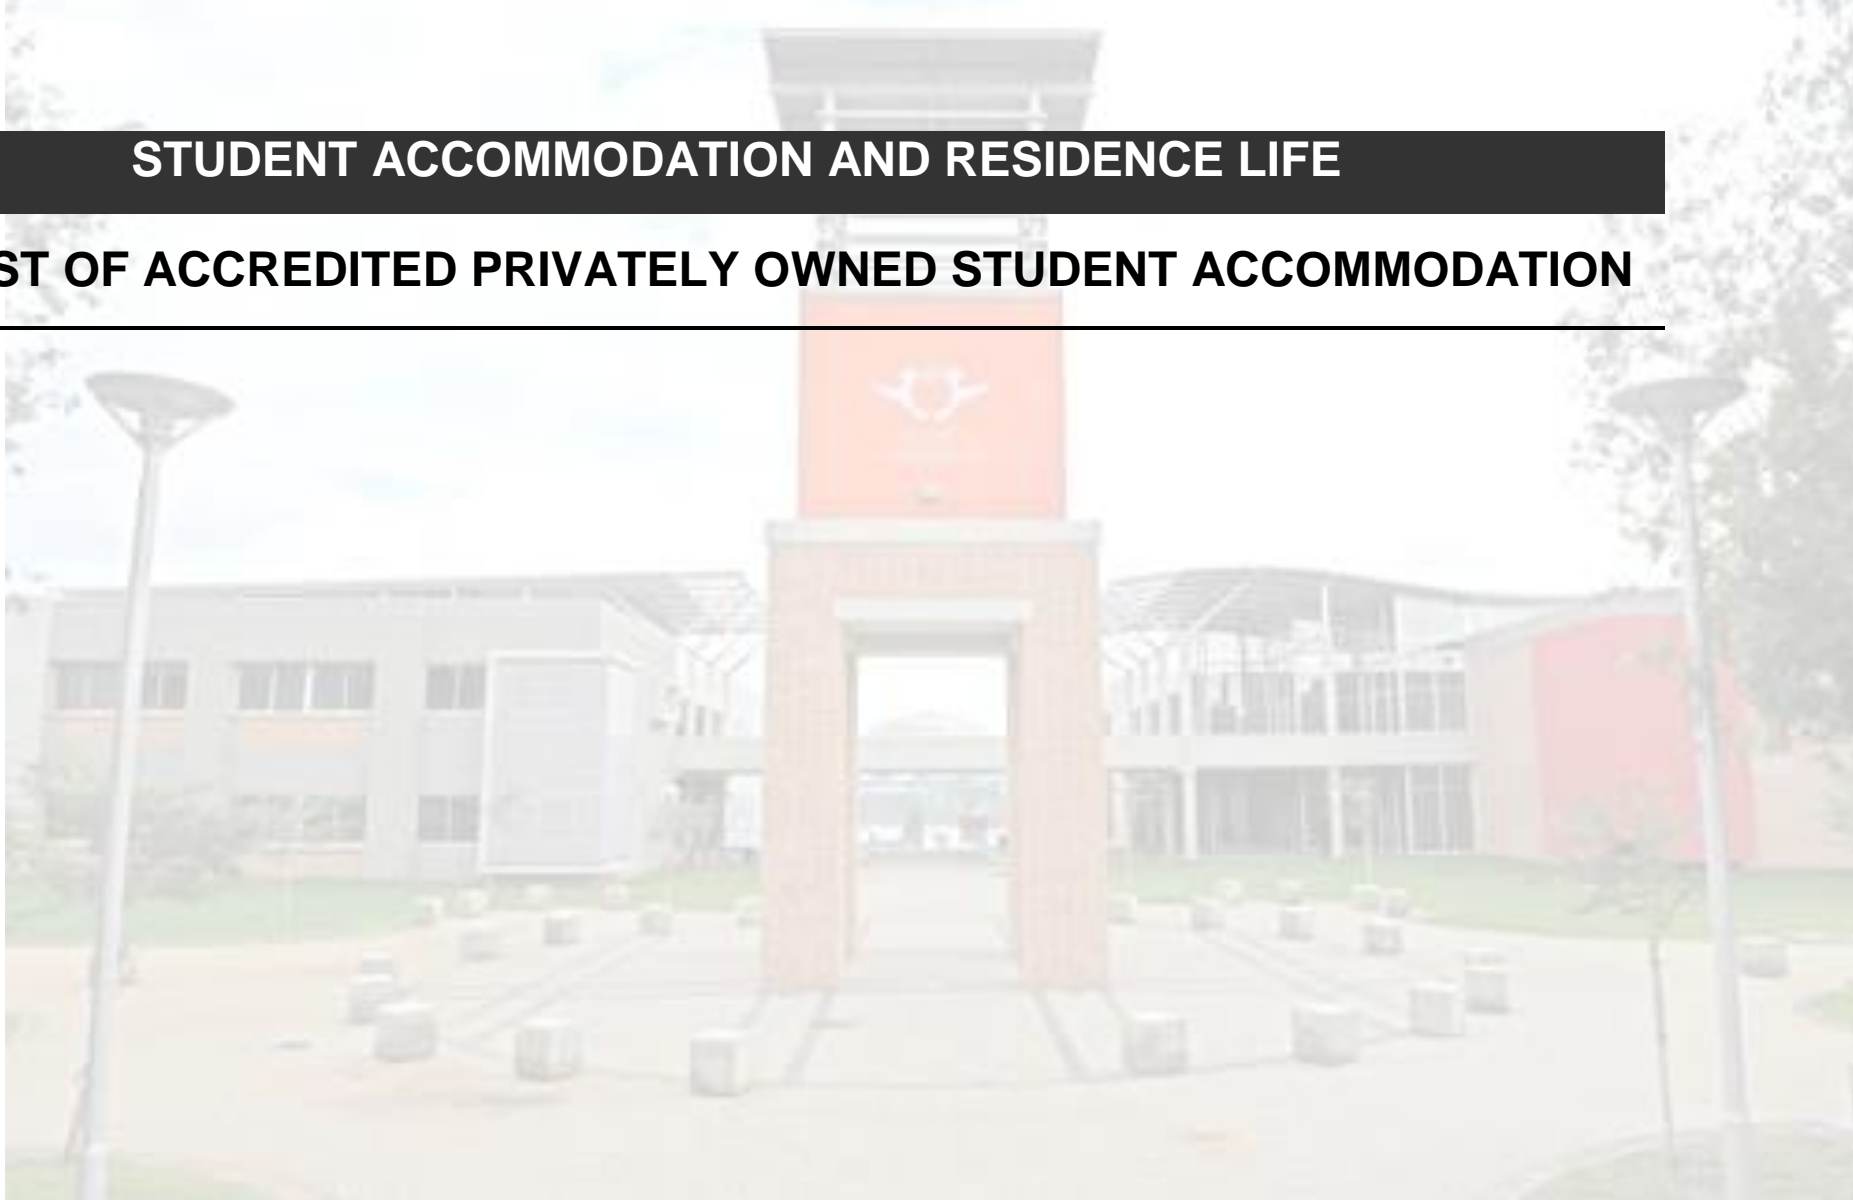 STUDENT ACCOMMODATION AND RESIDENCE LIFE
ST OF ACCREDITED PRIVATELY OWNED STUDENT ACCOMMODATION